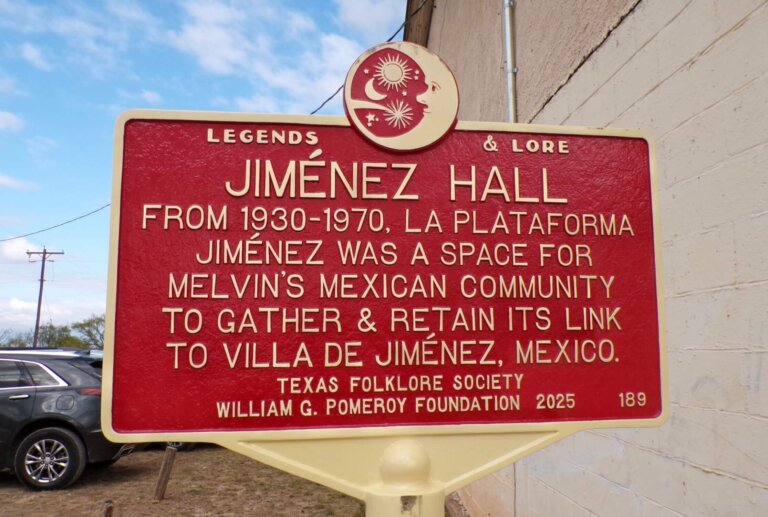 LEGENDS & LORE
JIMÉNEZ HALL
FROM 1930-1970, LA PLATAFORMA
JIMÉNEZ WAS A SPACE FOR
MELVIN'S MEXICAN COMMUNITY
TO GATHER & RETAIN ITS LINK
TO VILLA DE JIMÉNEZ, MEXICO.
TEXAS FOLKLORE SOCIETY
WILLIAM G. POMEROY FOUNDATION 2025 189